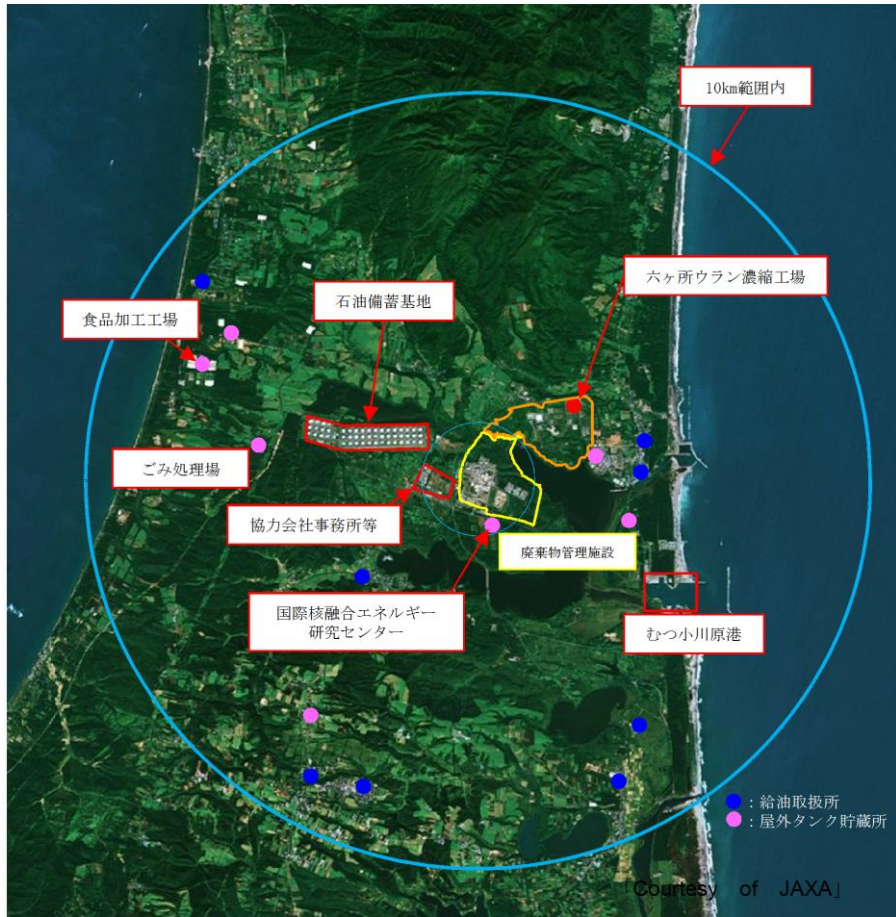 10km範囲内
六ヶ所ウラン濃縮工場
石油備蓄基地
食品加工工場
ごみ処理場
協力会社事務所等
廃棄物管理施設
国際核融合エネルギー
研究センター
むつ小川原港
：給油取扱所
：屋外タンク貯蔵所
「Courtesy of JAXA」